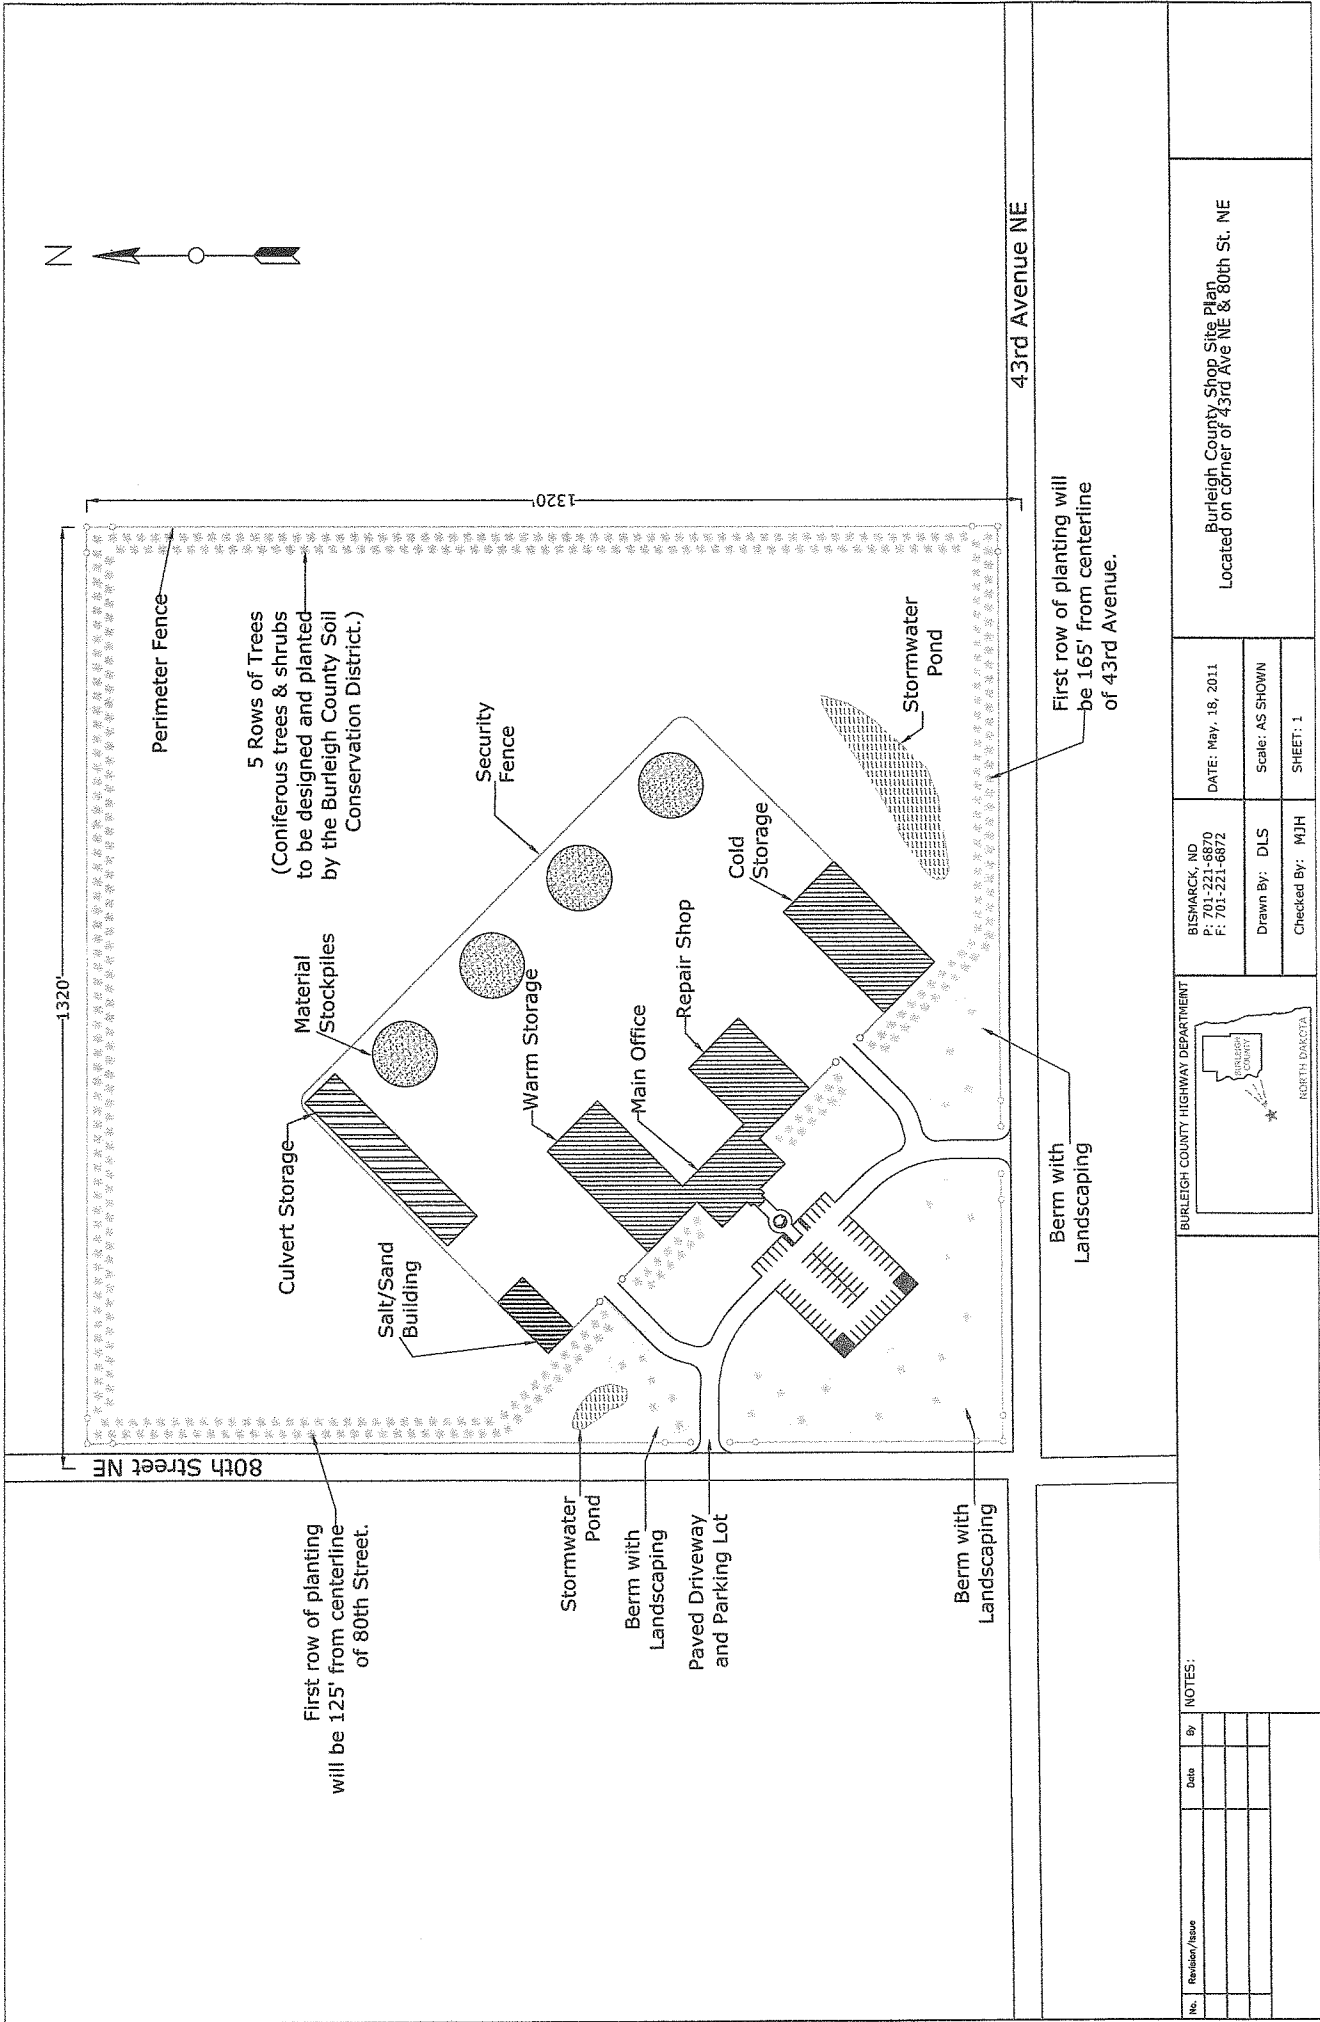 N
1320'
Perimeter Fence
5 Rows of Trees
(Coniferous trees & shrubs
to be designed and planted
by the Burleigh County Soil
Conservation District.)
1320'
80th Street NE
First row of planting
will be 125' from centerline
of 80th Street.
Material
Stockpiles
Security
Fence
Culvert Storage
Salt/Sand
Building
Warm Storage
Main Office
Repair Shop
Cold
Storage
Stormwater
Pond
Stormwater
Pond
Berm with
Landscaping
Paved Driveway
and Parking Lot
Berm with
Landscaping
Berm with
Landscaping
First row of planting will
be 165' from centerline
of 43rd Avenue.
43rd Avenue NE
No.
Revision/Issue
Date
By
NOTES:
BURLEIGH COUNTY HIGHWAY DEPARTMEINT
BURLEIGH
COUNTY
NORTH DAKOTA
BISMARCK, ND
P: 701-221-6870
F: 701-221-6872
Drawn By: DLS
Checked By: MJH
DATE: May, 18, 2011
Scale: AS SHOWN
SHEET: 1
Burleigh County Shop Site Plan
Located on corner of 43rd Ave NE & 80th St. NE